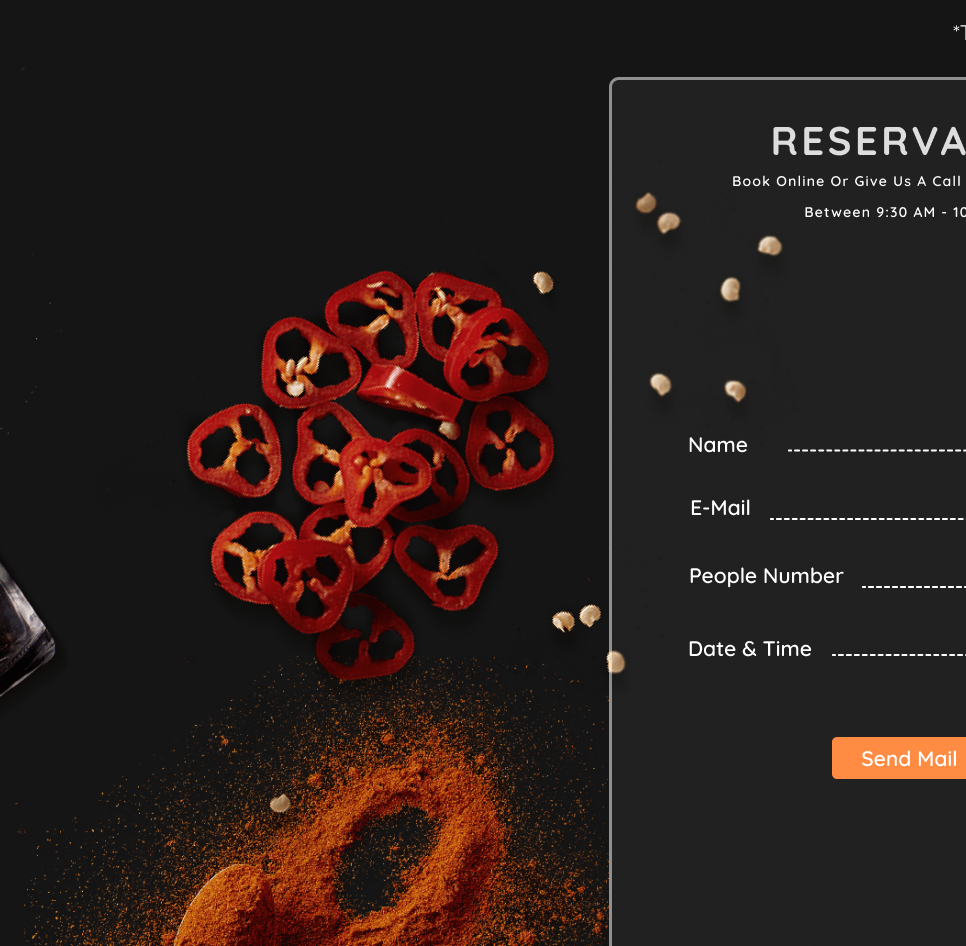 *T
RESERVA
Book Online Or Give Us A Call
Between 9:30 AM - 10
Name
E-Mail
People Number
Date & Time
Send Mail